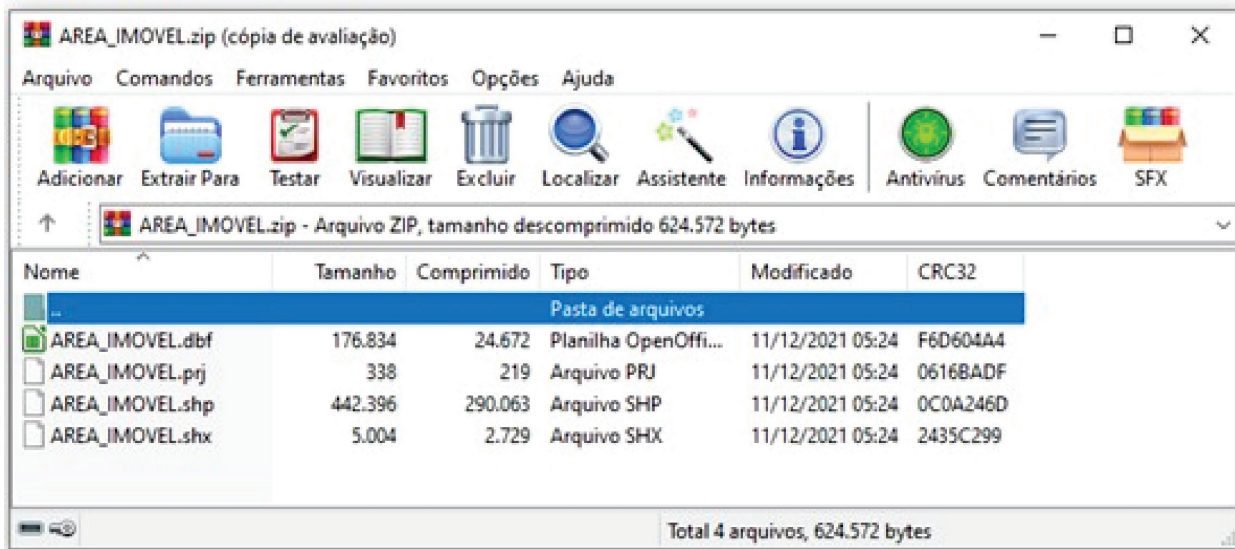 AREA_IMOVEL.zip (cópia de avaliação)
Arquivo Comandos Ferramentas Favoritos Opções Ajuda
Adicionar Extrair Para Testar Visualizar Excluir Localizar Assistente Informações Antivírus Comentários SFX
AREA_IMOVEL.zip - Arquivo ZIP, tamanho descomprimido 624.572 bytes
Nome Tamanho Comprimido Tipo Modificado CRC32
.. Pasta de arquivos
AREA_IMOVEL.dbf 176.834 24.672 Planilha OpenOffi... 11/12/2021 05:24 F6D604A4
AREA_IMOVEL.prj 338 219 Arquivo PRJ 11/12/2021 05:24 0616BADF
AREA_IMOVEL.shp 442.396 290.063 Arquivo SHP 11/12/2021 05:24 0C0A246D
AREA_IMOVEL.shx 5.004 2.729 Arquivo SHX 11/12/2021 05:24 2435C299
Total 4 arquivos, 624.572 bytes